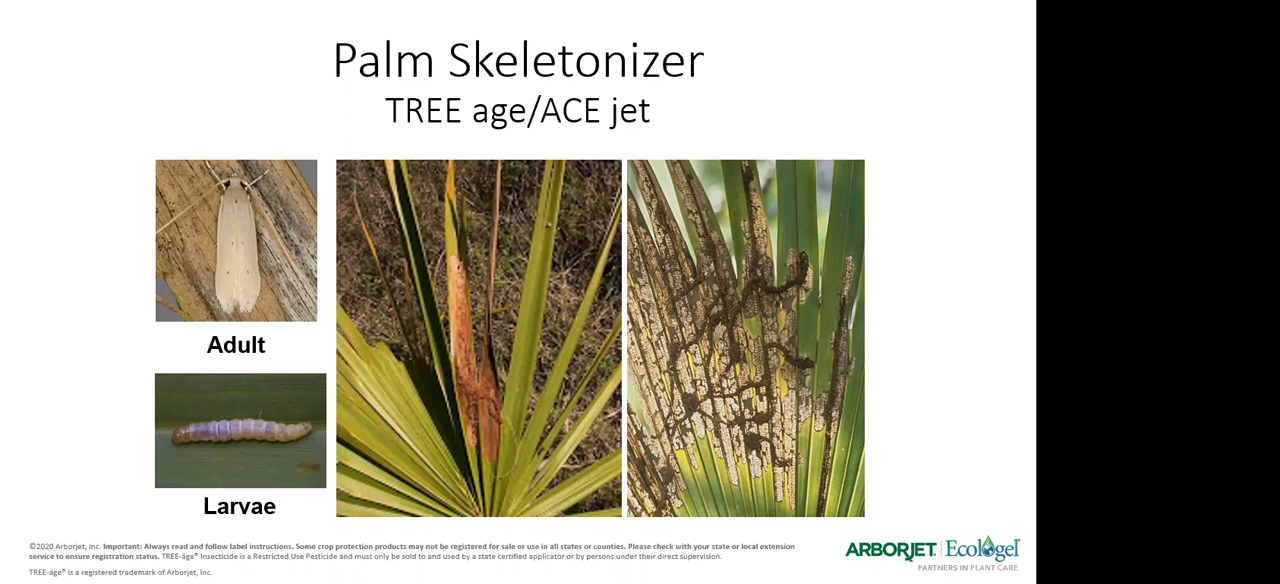 Palm Skeletonizer
TREE age/ACE jet
Adult
Larvae
©2020 Arborjet, Inc. Important: Always read and follow label instructions. Some crop protection products may not be registered for sale or use in all states or counties. Please check with your state or local extension
service to ensure registration status. TREE-äge® Insecticide is a Restricted Use Pesticide and must only be sold to and used by a state certified applicator or by persons under their direct supervision.
TREE-äge® is a registered trademark of Arborjet, Inc.
ARBORJET Ecologel
PARTNERS IN PLANT CARE